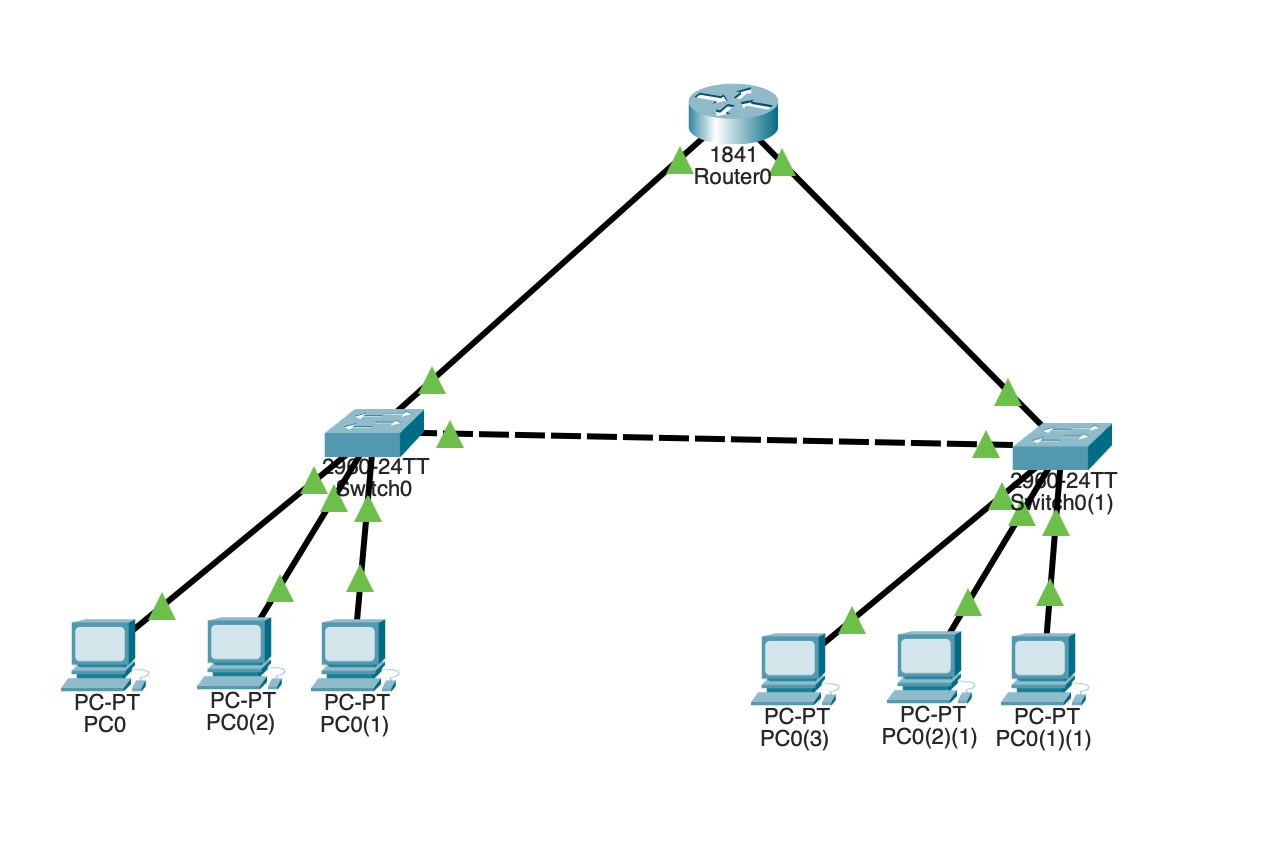 1841
Router0
2960-24TT
Switch0
2960-24TT
Switch0(1)
PC-PT
PC0
PC-PT
PC0(2)
PC-PT
PC0(1)
PC-PT
PC0(3)
PC-PT
PC0(2)(1)
PC-PT
PC0(1)(1)